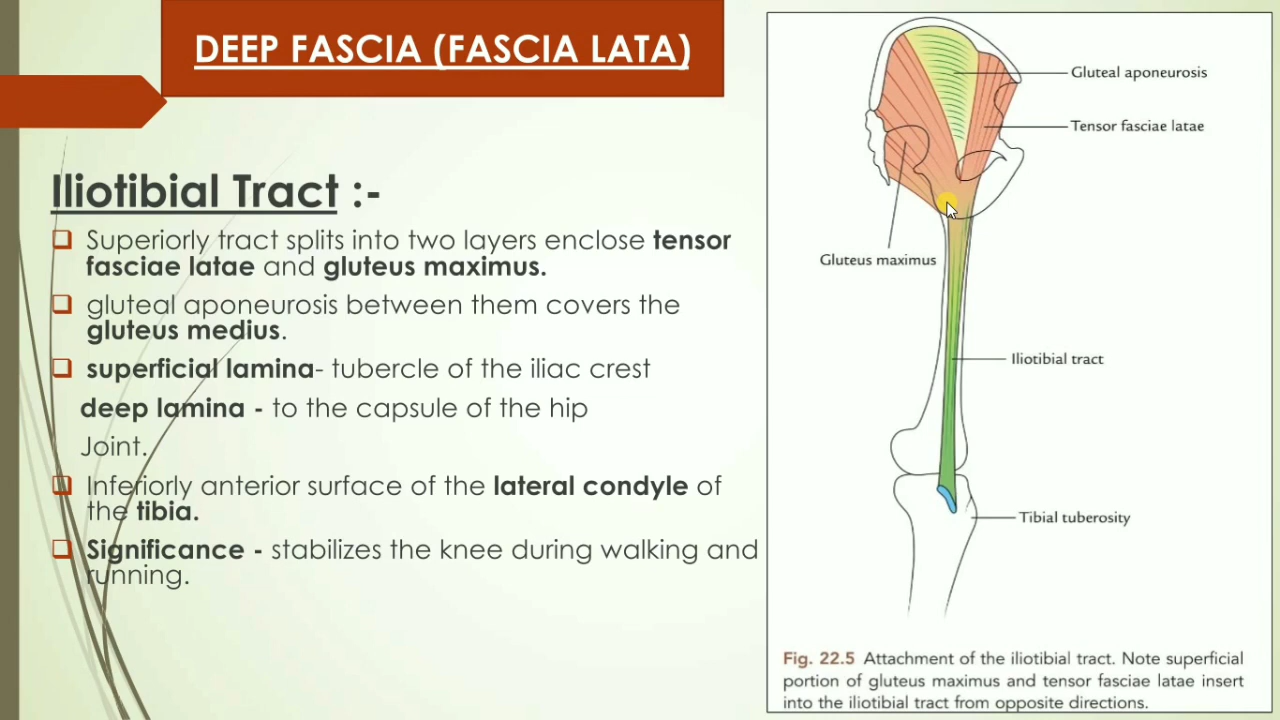 DEEP FASCIA (FASCIA LATA)
Iliotibial Tract :-
Superiorly tract splits into two layers enclose tensor
fasciae latae and gluteus maximus.
gluteal aponeurosis between them covers the
gluteus medius.
superficial lamina- tubercle of the iliac crest
deep lamina - to the capsule of the hip
Joint.
Inferiorly anterior surface of the lateral condyle of
the tibia.
Significance - stabilizes the knee during walking and
running.
Gluteal aponeurosis
Tensor fasciae latae
Gluteus maximus
Iliotibial tract
Tibial tuberosity
Fig. 22.5 Attachment of the iliotibial tract. Note superficial
portion of gluteus maximus and tensor fasciae latae insert
into the iliotibial tract from opposite directions.